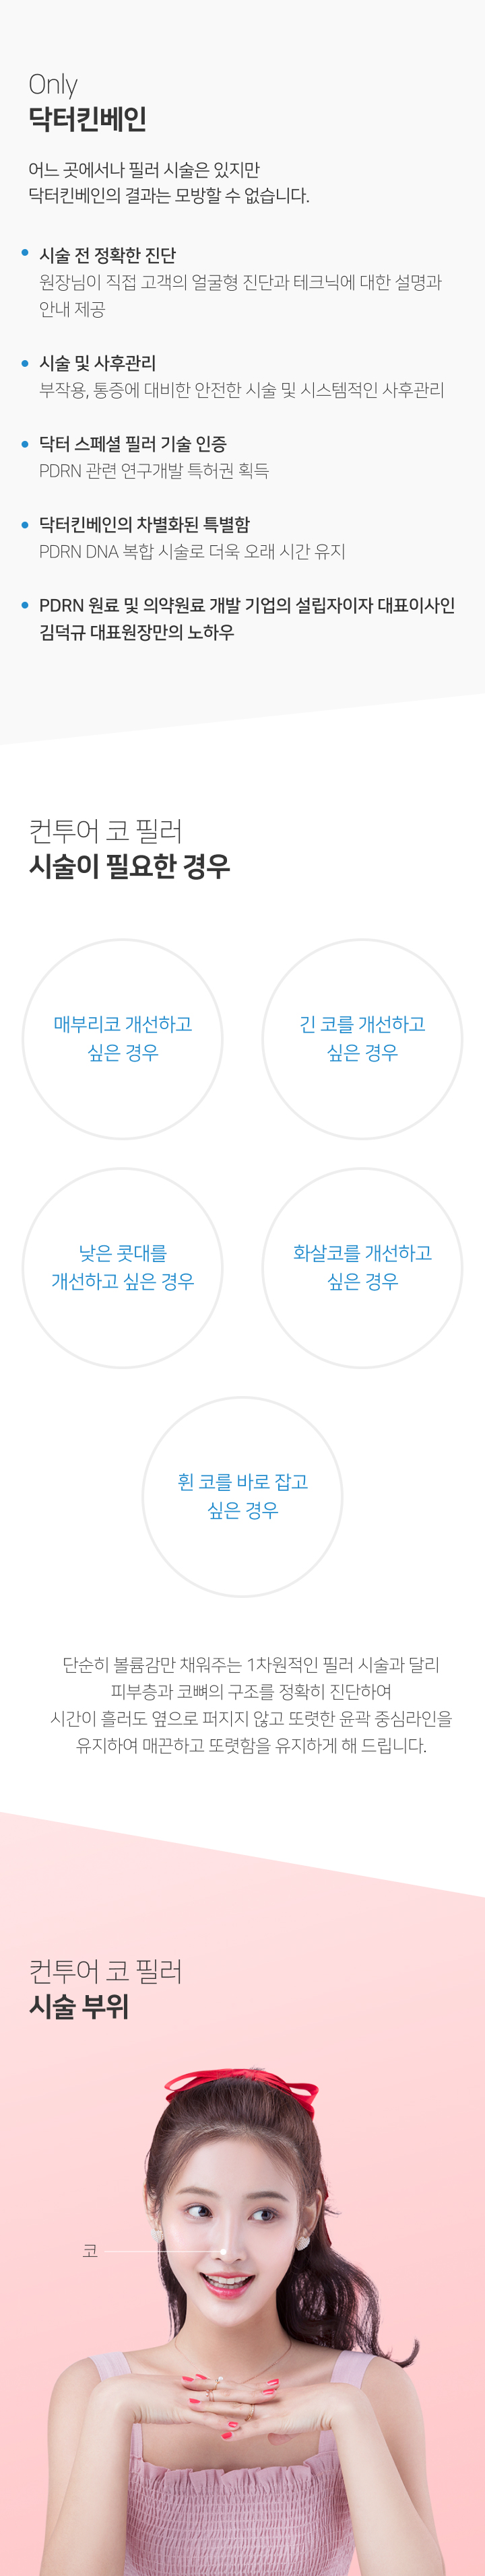 Only
닥터킨베인
어느 곳에서나 필러 시술은 있지만
닥터킨베인의 결과는 모방할 수 없습니다.
시술 전 정확한 진단
원장님이 직접 고객의 얼굴형 진단과 테크닉에 대한 설명과
안내 제공
시술 및 사후관리
부작용, 통증에 대비한 안전한 시술 및 시스템적인 사후관리
닥터 스페셜 필러 기술 인증
PDRN 관련 연구개발 특허권 획득
닥터킨베인의 차별화된 특별함
PDRN DNA 복합 시술로 더욱 오래 시간 유지
PDRN 원료 및 의약원료 개발 기업의 설립자이자 대표이사인
김덕규 대표원장만의 노하우
컨투어 코 필러
시술이 필요한 경우
매부리코 개선하고
싶은 경우
긴 코를 개선하고
싶은 경우
낮은 콧대를
개선하고 싶은 경우
화살코를 개선하고
싶은 경우
휜 코를 바로 잡고
싶은 경우
단순히 볼륨감만 채워주는 1차원적인 필러 시술과 달리
피부층과 코뼈의 구조를 정확히 진단하여
시간이 흘러도 옆으로 퍼지지 않고 또렷한 윤곽 중심라인을
유지하여 매끈하고 또렷함을 유지하게 해 드립니다.
컨투어 코 필러
시술 부위
코